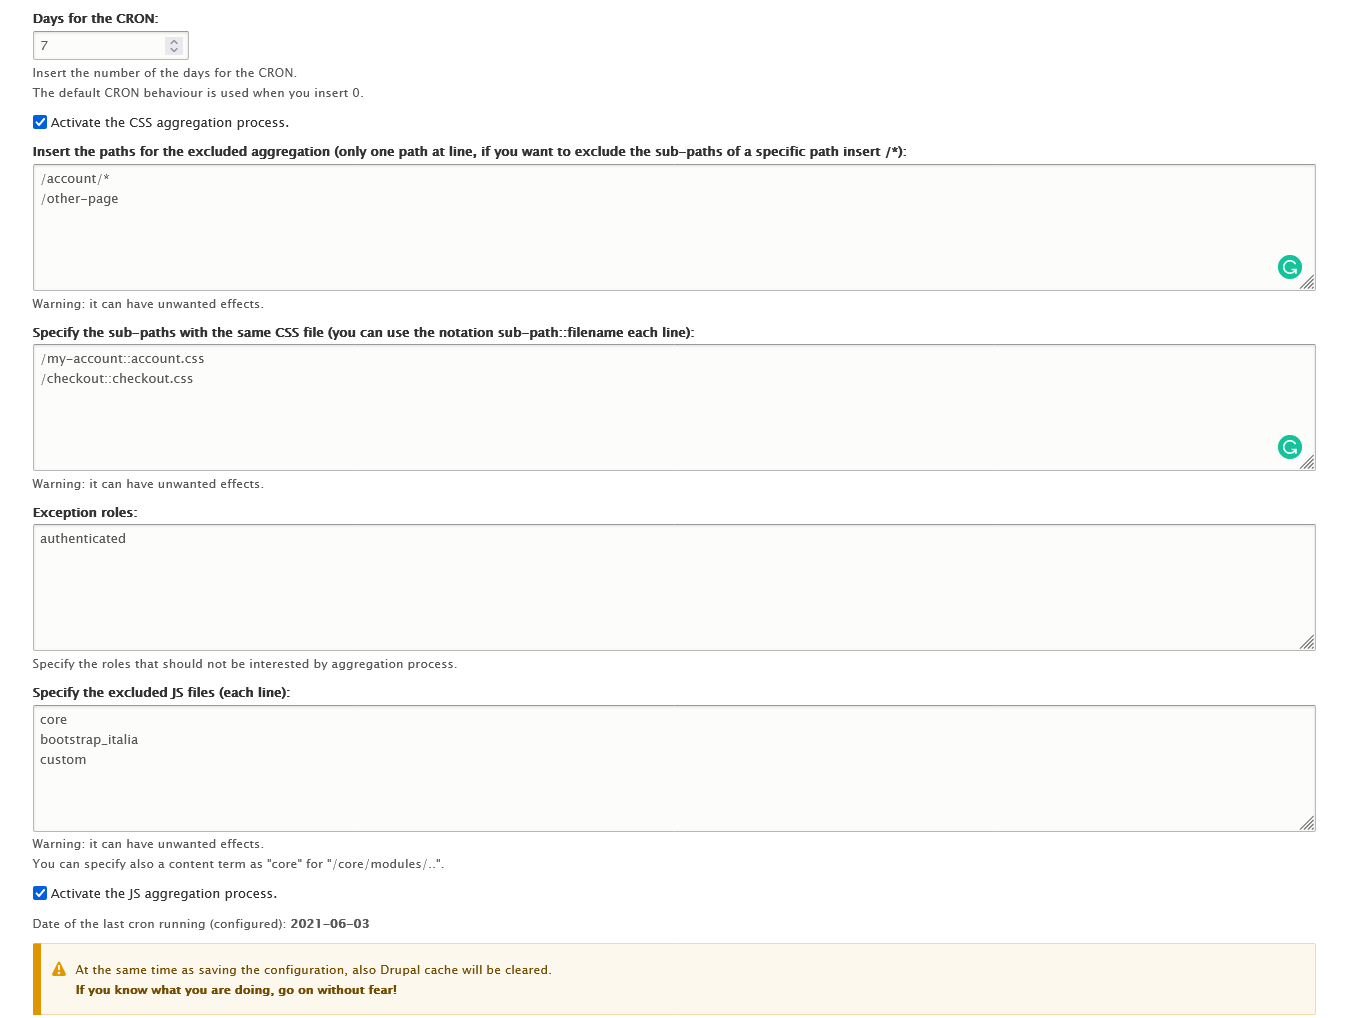 Days for the CRON:
7
Insert the number of the days for the CRON.
The default CRON behaviour is used when you insert 0.
Activate the CSS aggregation process.
Insert the paths for the excluded aggregation (only one path at line, if you want to exclude the sub-paths of a specific path insert /*):
/account/*
/other-page
Warning: it can have unwanted effects.
Specify the sub-paths with the same CSS file (you can use the notation sub-path::filename each line):
/my-account::account.css
/checkout::checkout.css
Warning: it can have unwanted effects.
Exception roles:
authenticated
Specify the roles that should not be interested by aggregation process.
Specify the excluded JS files (each line):
core
bootstrap_italia
custom
Warning: it can have unwanted effects.
You can specify also a content term as "core" for "/core/modules/..".
Activate the JS aggregation process.
Date of the last cron running (configured): 2021-06-03
At the same time as saving the configuration, also Drupal cache will be cleared.
If you know what you are doing, go on without fear!